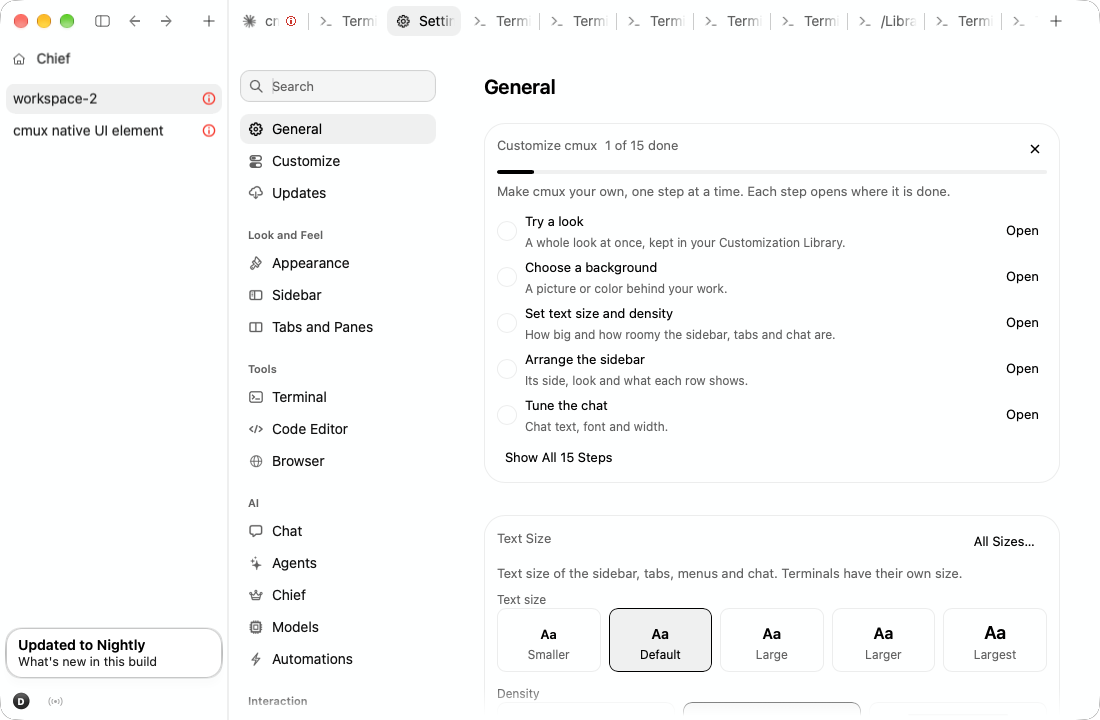 Chief
workspace-2
cmux native UI element
Updated to Nightly
What's new in this build
D
Search
General
Customize
Updates
Look and Feel
Appearance
Sidebar
Tabs and Panes
Tools
Terminal
Code Editor
Browser
AI
Chat
Agents
Chief
Models
Automations
Interaction
General
Customize cmux 1 of 15 done
Make cmux your own, one step at a time. Each step opens where it is done.
Try a look
A whole look at once, kept in your Customization Library.
Open
Choose a background
A picture or color behind your work.
Open
Set text size and density
How big and how roomy the sidebar, tabs and chat are.
Open
Arrange the sidebar
Its side, look and what each row shows.
Open
Tune the chat
Chat text, font and width.
Open
Show All 15 Steps
Text Size
All Sizes...
Text size of the sidebar, tabs, menus and chat. Terminals have their own size.
Text size
Aa Aa Aa Aa Aa
Smaller Default Large Larger Largest
Density